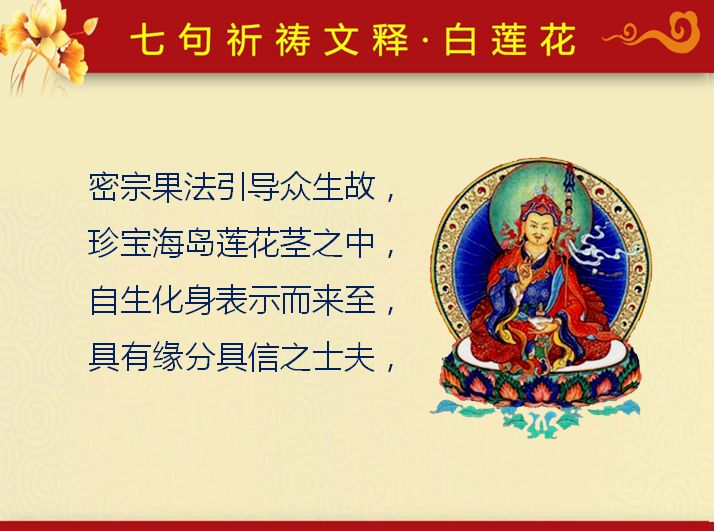 七句祈祷文释·白莲花
密宗果法引导众生故，
珍宝海岛莲花茎之中，
自生化身表示而来至，
具有缘分具信之士夫，